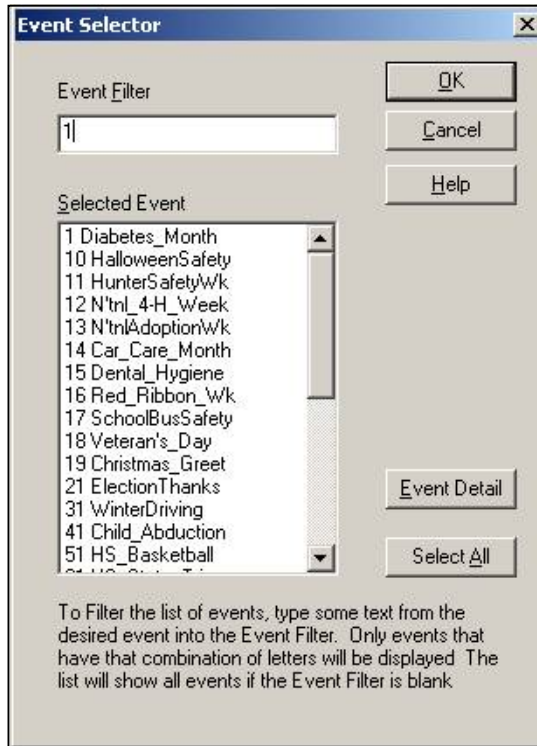 Event Selector
Event Filter
1
OK
Cancel
Help
Selected Event
1 Diabetes_Month
10 HalloweenSafety
11 HunterSafetyWk
12 N'tnl_4-H_Week
13 N'tnlAdoptionWk
14 Car_Care_Month
15 Dental_Hygiene
16 Red_Ribbon_Wk
17 SchoolBusSafety
18 Veteran's_Day
19 Christmas_Greet
21 ElectionThanks
31 WinterDriving
41 Child_Abduction
51 HS_Basketball
Event Detail
Select All
To Filter the list of events, type some text from the
desired event into the Event Filter. Only events that
have that combination of letters will be displayed The
list will show all events if the Event Filter is blank